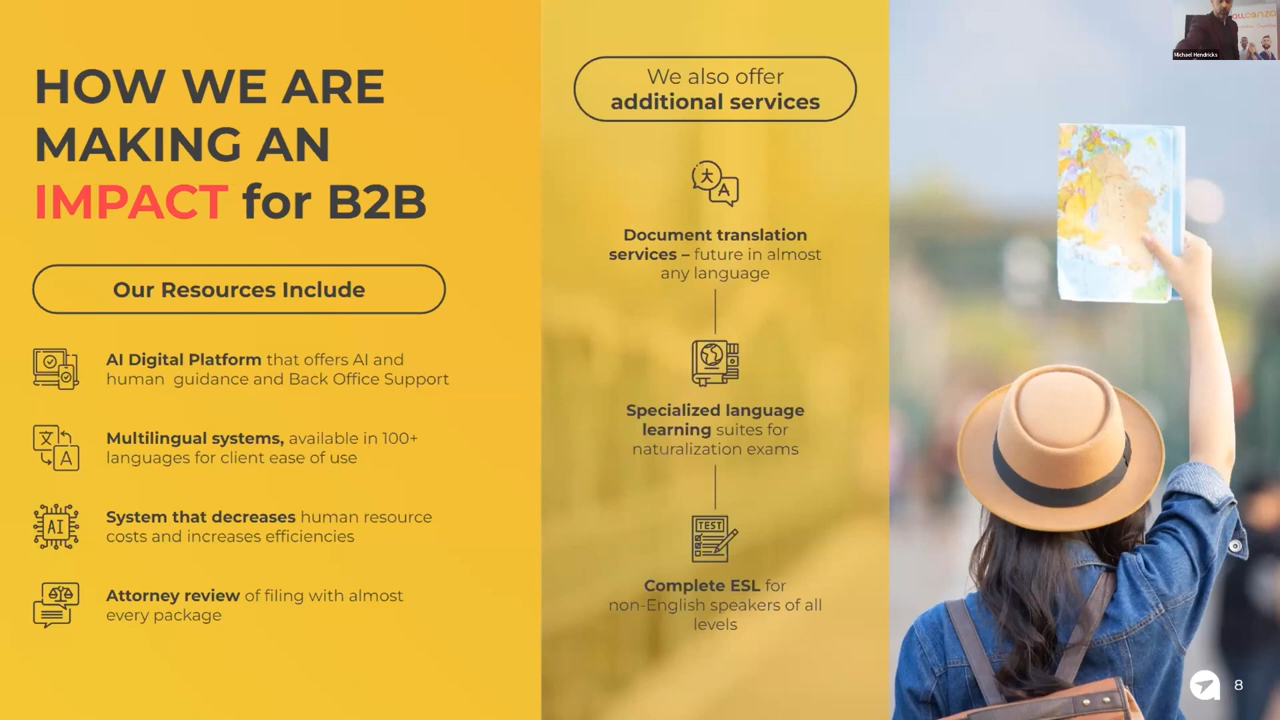 HOW WE ARE
MAKING AN
IMPACT for B2B
Our Resources Include
AI Digital Platform that offers AI and
human guidance and Back Office Support
Multilingual systems, available in 100+
languages for client ease of use
AI
System that decreases human resource
costs and increases efficiencies
Attorney review of filing with almost
every package
We also offer
additional services
大
A
Document translation
services – future in almost
any language
Specialized language
learning suites for
naturalization exams
TEST
Complete ESL for
non-English speakers of all
levels
文
A
Michael Hendricks
8